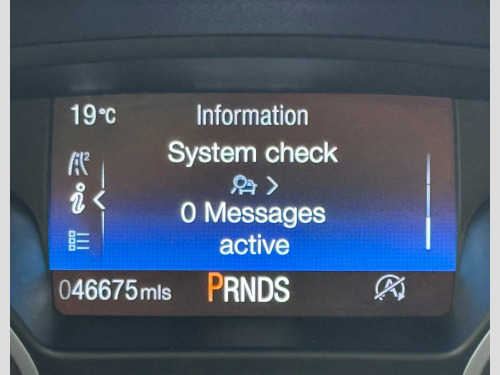 19°C Information
System check
0 Messages
active
046675mls PRNDS